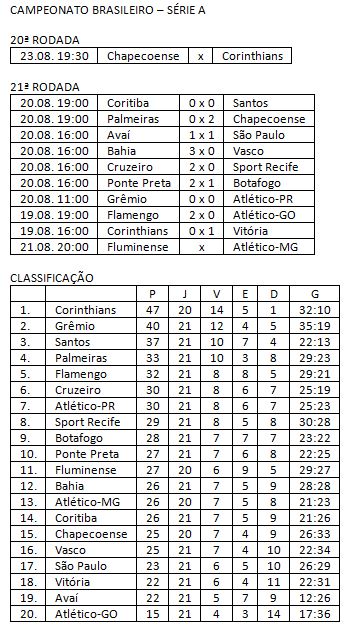 CAMPEONATO BRASILEIRO – SÉRIE A
20ª RODADA
23.08. 19:30 Chapecoense x Corinthians
21ª RODADA
20.08. 19:00 Coritiba 0 x 0 Santos
20.08. 19:00 Palmeiras 0 x 2 Chapecoense
20.08. 16:00 Avaí 1 x 1 São Paulo
20.08. 16:00 Bahia 3 x 0 Vasco
20.08. 16:00 Cruzeiro 2 x 0 Sport Recife
20.08. 16:00 Ponte Preta 2 x 1 Botafogo
20.08. 11:00 Grêmio 0 x 0 Atlético-PR
19.08. 19:00 Flamengo 2 x 0 Atlético-GO
19.08. 16:00 Corinthians 0 x 1 Vitória
21.08. 20:00 Fluminense x Atlético-MG
CLASSIFICAÇÃO
P J V E D G
1. Corinthians 47 20 14 5 1 32:10
2. Grêmio 40 21 12 4 5 35:19
3. Santos 37 21 10 7 4 22:13
4. Palmeiras 33 21 10 3 8 29:23
5. Flamengo 32 21 8 8 5 29:21
6. Cruzeiro 30 21 8 6 7 25:19
7. Atlético-PR 30 21 8 6 7 25:23
8. Sport Recife 29 21 8 5 8 30:28
9. Botafogo 28 21 7 7 7 23:22
10. Ponte Preta 27 21 7 6 8 22:25
11. Fluminense 27 20 6 9 5 29:27
12. Bahia 26 21 7 5 9 28:28
13. Atlético-MG 26 20 7 5 8 21:23
14. Coritiba 26 21 7 5 9 21:26
15. Chapecoense 25 20 7 4 9 26:33
16. Vasco 25 21 7 4 10 22:34
17. São Paulo 23 21 6 5 10 26:29
18. Vitória 22 21 6 4 11 22:31
19. Avaí 22 21 5 7 9 12:26
20. Atlético-GO 15 21 4 3 14 17:36